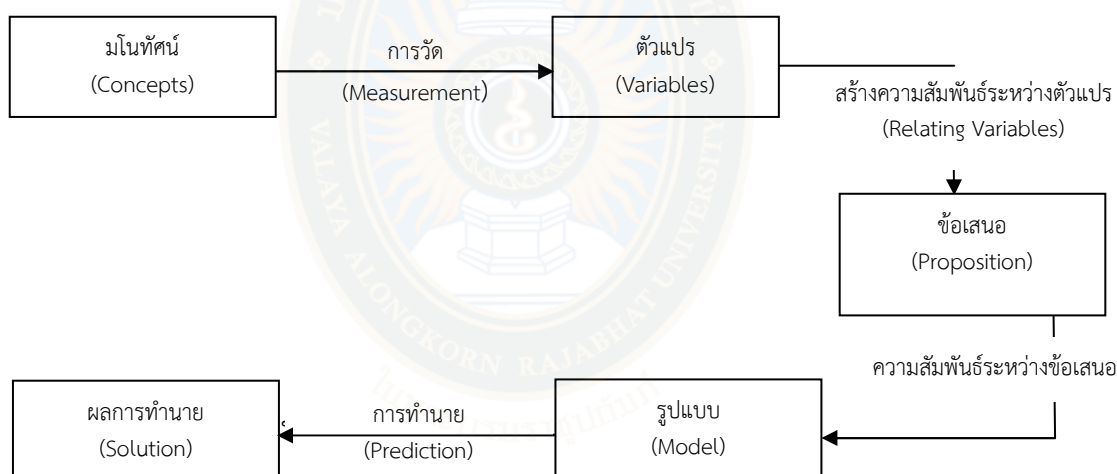 มโนทัศน์
(Concepts)
การวัด
(Measurement)
ตัวแปร
(Variables)
สร้างความสัมพันธ์ระหว่างตัวแปร
(Relating Variables)
ข้อเสนอ
(Proposition)
ความสัมพันธ์ระหว่างข้อเสนอ
รูปแบบ
(Model)
การทำนาย
(Prediction)
ผลการทำนาย
(Solution)
VALAYA ALONGKORN RAJABHAT UNIVERSITY